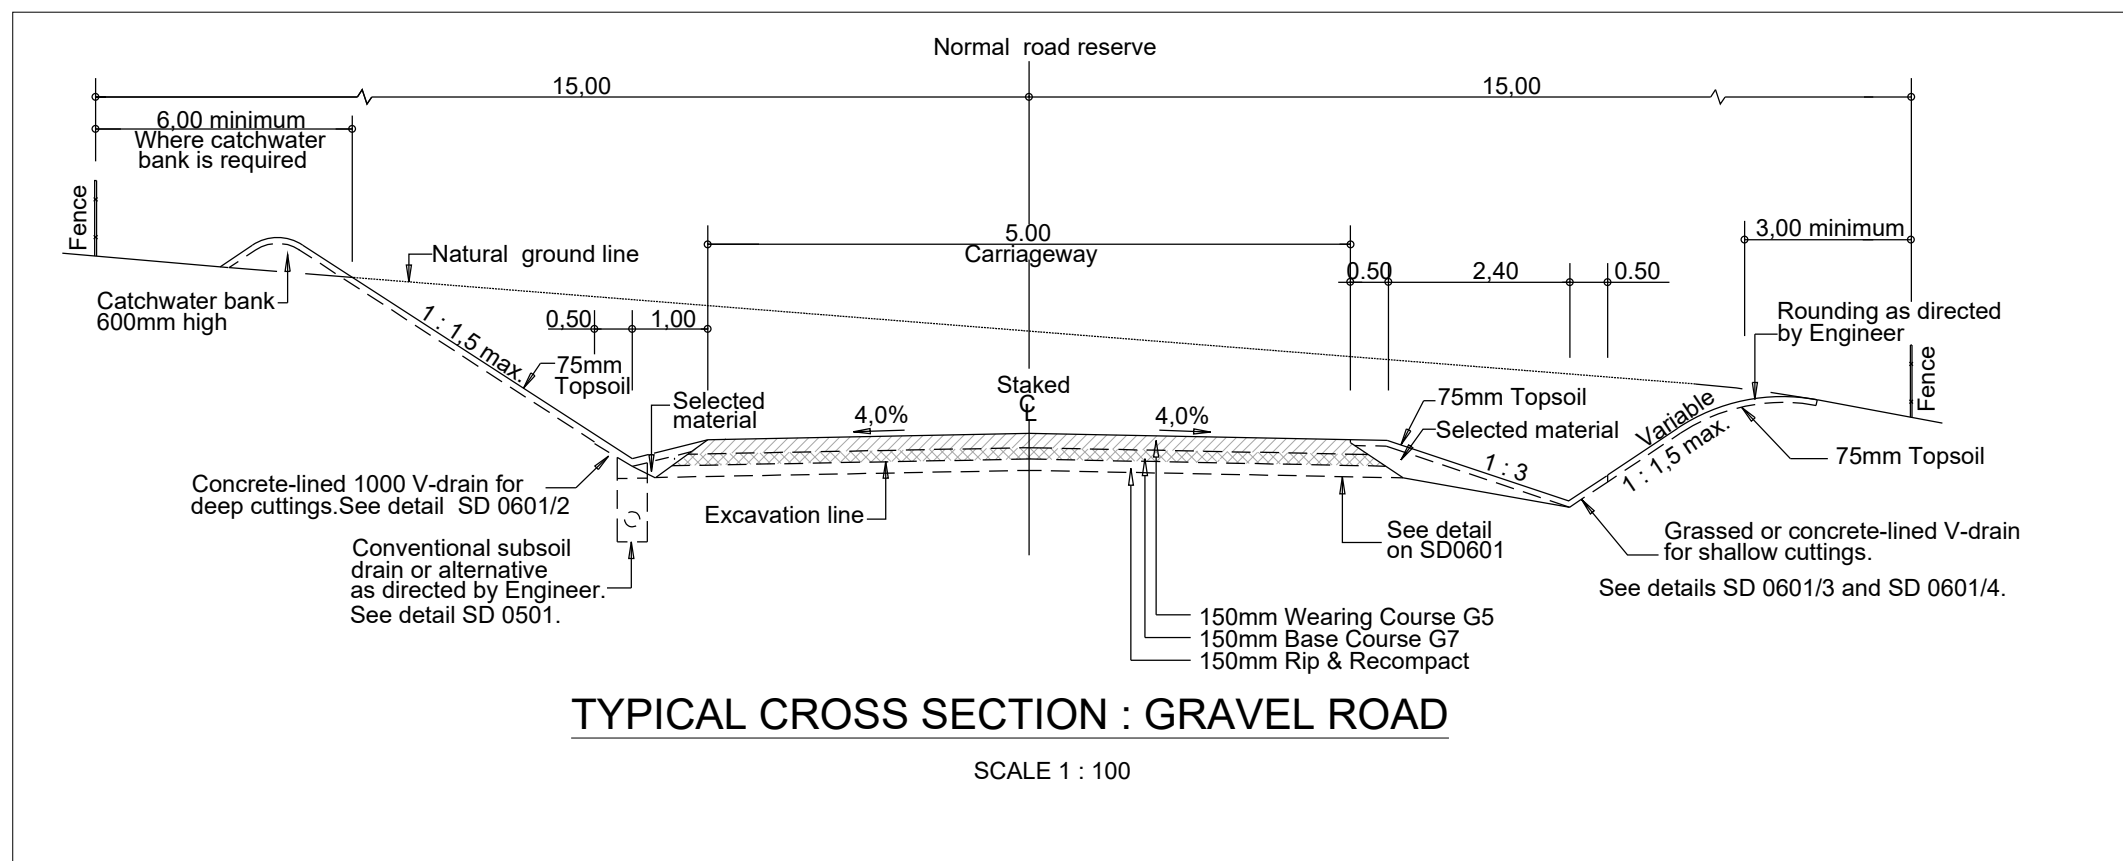 Normal road reserve
15,00
15,00
6,00 minimum
Where catchwater
bank is required
Fence
Natural ground line
5.00
Carriageway
3,00 minimum
0.50
2,40
0.50
Catchwater bank
600mm high
0,50
1,00
Rounding as directed
by Engineer
1 : 1,5 max.
75mm
Topsoil
Fence
Selected
material
Staked
CL
4,0%
4,0%
75mm Topsoil
Selected material
Variable
1 : 1,5 max.
75mm Topsoil
1 : 3
Concrete-lined 1000 V-drain for
deep cuttings.See detail SD 0601/2
Excavation line
See detail
on SD0601
Grassed or concrete-lined V-drain
for shallow cuttings.
See details SD 0601/3 and SD 0601/4.
Conventional subsoil
drain or alternative
as directed by Engineer.
See detail SD 0501.
150mm Wearing Course G5
150mm Base Course G7
150mm Rip & Recompact
TYPICAL CROSS SECTION : GRAVEL ROAD
SCALE 1 : 100